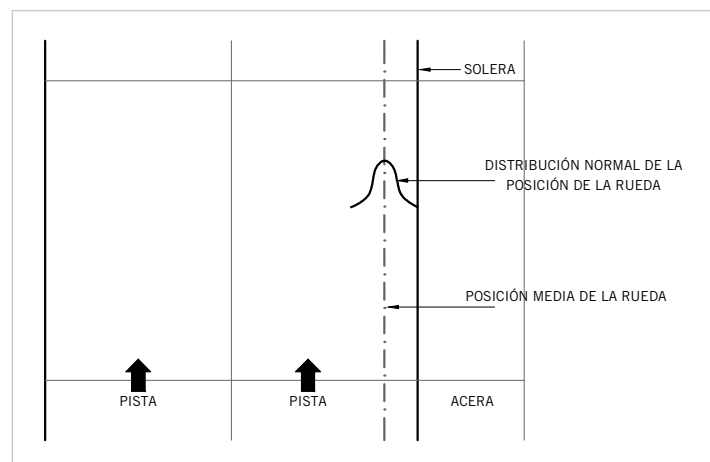 SOLERA
DISTRIBUCIÓN NORMAL DE LA
POSICIÓN DE LA RUEDA
POSICIÓN MEDIA DE LA RUEDA
PISTA
PISTA
ACERA